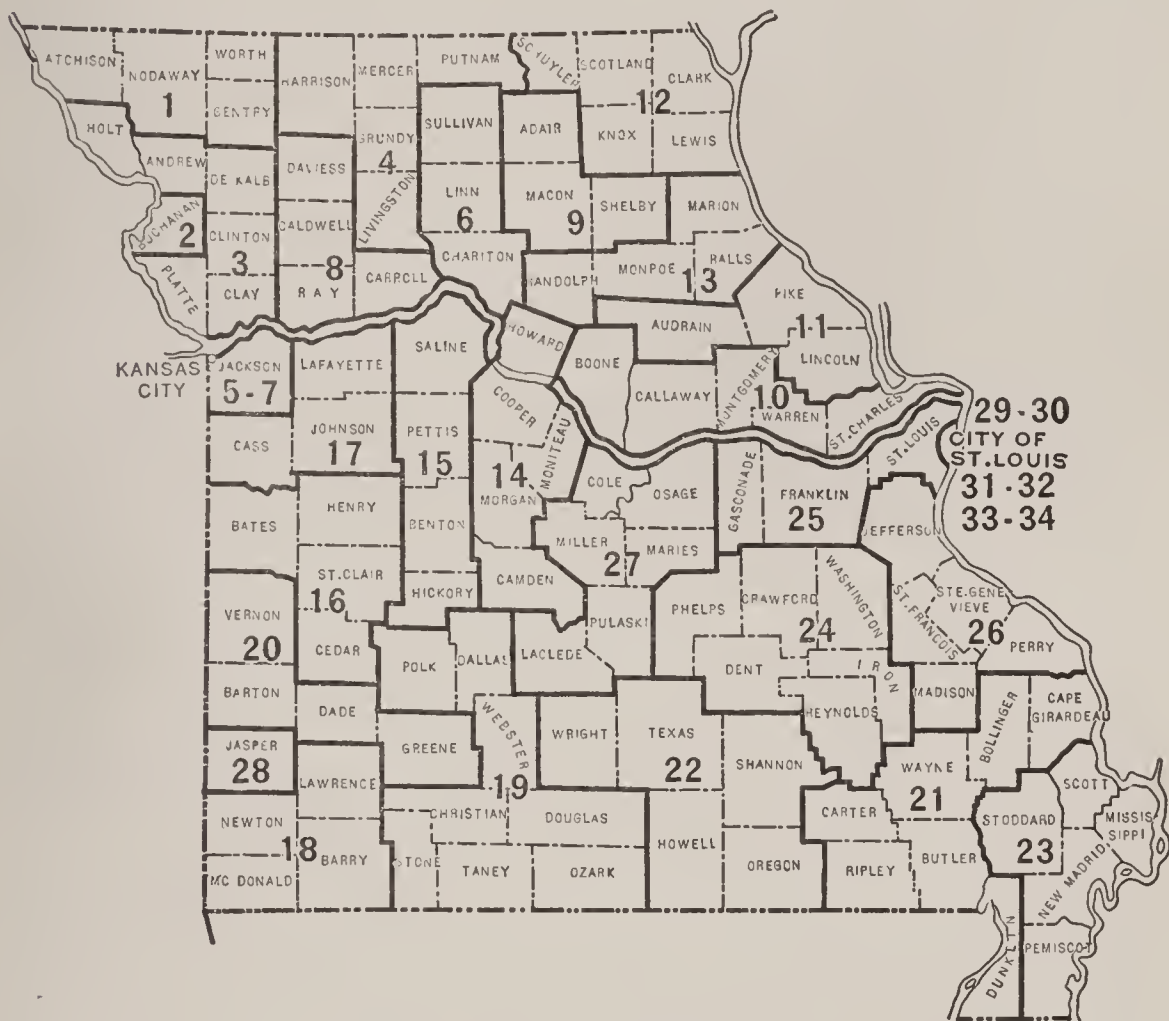 ATCHISON
NODAWAY
WORTH
GENTRY
1
HOLT
HARRISON
MERCER
PUTNAM
SCHUYLER
SCOTLAND
CLARK
12
KNOX
LEWIS
SULLIVAN
ADAIR
GRUNDY
4
ANDREW
DE KALB
DAVIESS
LIVINGSTON
LINN
6
MACON
9
SHELBY
MARION
BUCHANAN
2
CLINTON
3
CALDWELL
8
CHARITON
RANDOLPH
MONROE
13
RALLS
PLATTE
CLAY
RAY
CARROLL
PIKE
11
LINCOLN
HOWARD
AUDRAIN
BOONE
KANSAS
CITY
JACKSON
5-7
LAFAYETTE
SALINE
COOPER
MONITEAU
CALLAWAY
MONTGOMERY
10
WARREN
ST. CHARLES
ST. LOUIS
29-30
CITY OF
ST. LOUIS
31-32
33-34
CASS
JOHNSON
17
PETTIS
15
14
MORGAN
COLE
OSAGE
GASCONADE
FRANKLIN
25
JEFFERSON
BATES
HENRY
BENTON
MILLER
27
MARIES
CAMDEN
ST. CLAIR
16
HICKORY
PULASKI
PHELPS
CRAWFORD
WASHINGTON
24
ST. FRANCOIS
STE. GENE
VIEVE
26
PERRY
VERNON
20
CEDAR
POLK
DALLAS
LACLEDE
DENT
IRON
MADISON
BARTON
DADE
REYNOLDS
BOLLINGER
CAPE
GIRARDEAU
JASPER
28
GREENE
WEBSTER
19
WRIGHT
TEXAS
22
SHANNON
WAYNE
21
LAWRENCE
CHRISTIAN
DOUGLAS
CARTER
STODDARD
23
SCOTT
MISSIS
SIPPI
NEWTON
18
BARRY
STONE
TANEY
OZARK
HOWELL
OREGON
RIPLEY
BUTLER
NEW MADRID
MC DONALD
DUNKLIN
PEMISCOT